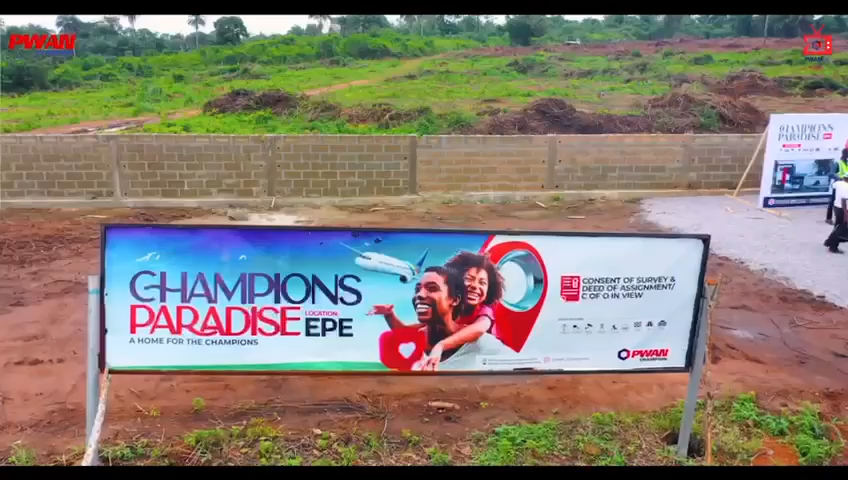 PWAN
CHAMPIONS
PARADISE
LOCATION:
EPE
A HOME FOR THE CHAMPIONS
CONSENT OF SURVEY &
DEED OF ASSIGNMENT/
C OF O IN VIEW
PWAN
CHAMPION
CHAMPIONS
PARADISE